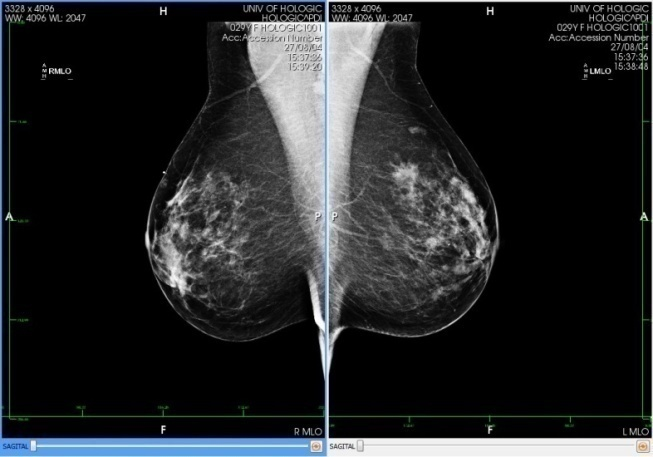 3328 x 4096
WW: 4096 WL: 2047
H
UNIV OF HOLOGIC
HOLOGIC^PDI
029Y F HOLOGIC1001
Acc:Accession Number
27/08/04
15:37:36
15:39:20
RMLO
A
P
F
R MLO
SAGITAL
3328 x 4096
WW: 4096 WL: 2047
H
UNIV OF HOLOGIC
HOLOGIC^PDI
029Y F HOLOGIC1001
Acc:Accession Number
27/08/04
15:37:36
15:38:48
LMLO
P
A
F
L MLO
SAGITAL